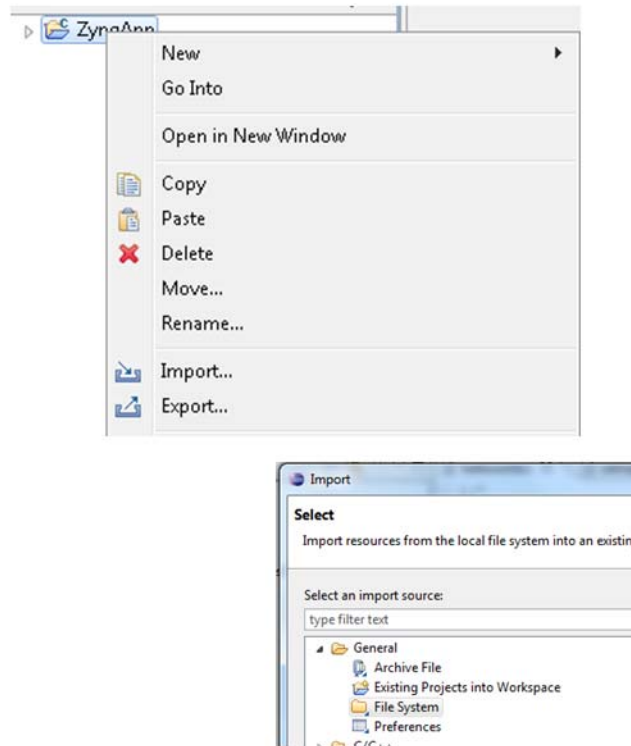 ZynqApp
New
Go Into
Open in New Window
Copy
Paste
Delete
Move...
Rename...
Import...
Export...
Import
Select
Import resources from the local file system into an existin
Select an import source:
type filter text
General
Archive File
Existing Projects into Workspace
File System
Preferences
C/C++